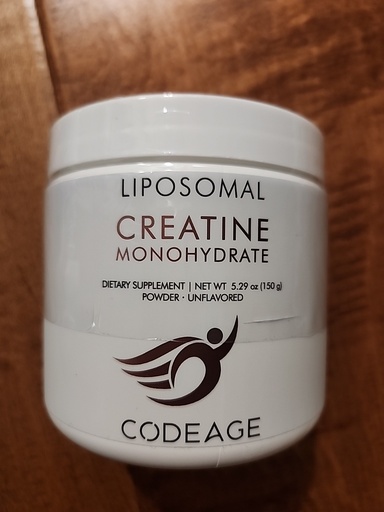 LIPOSOMAL
CREATINE
MONOHYDRATE
DIETARY SUPPLEMENT | NET WT 5.29 oz (150 g)
POWDER · UNFLAVORED
CODEAGE